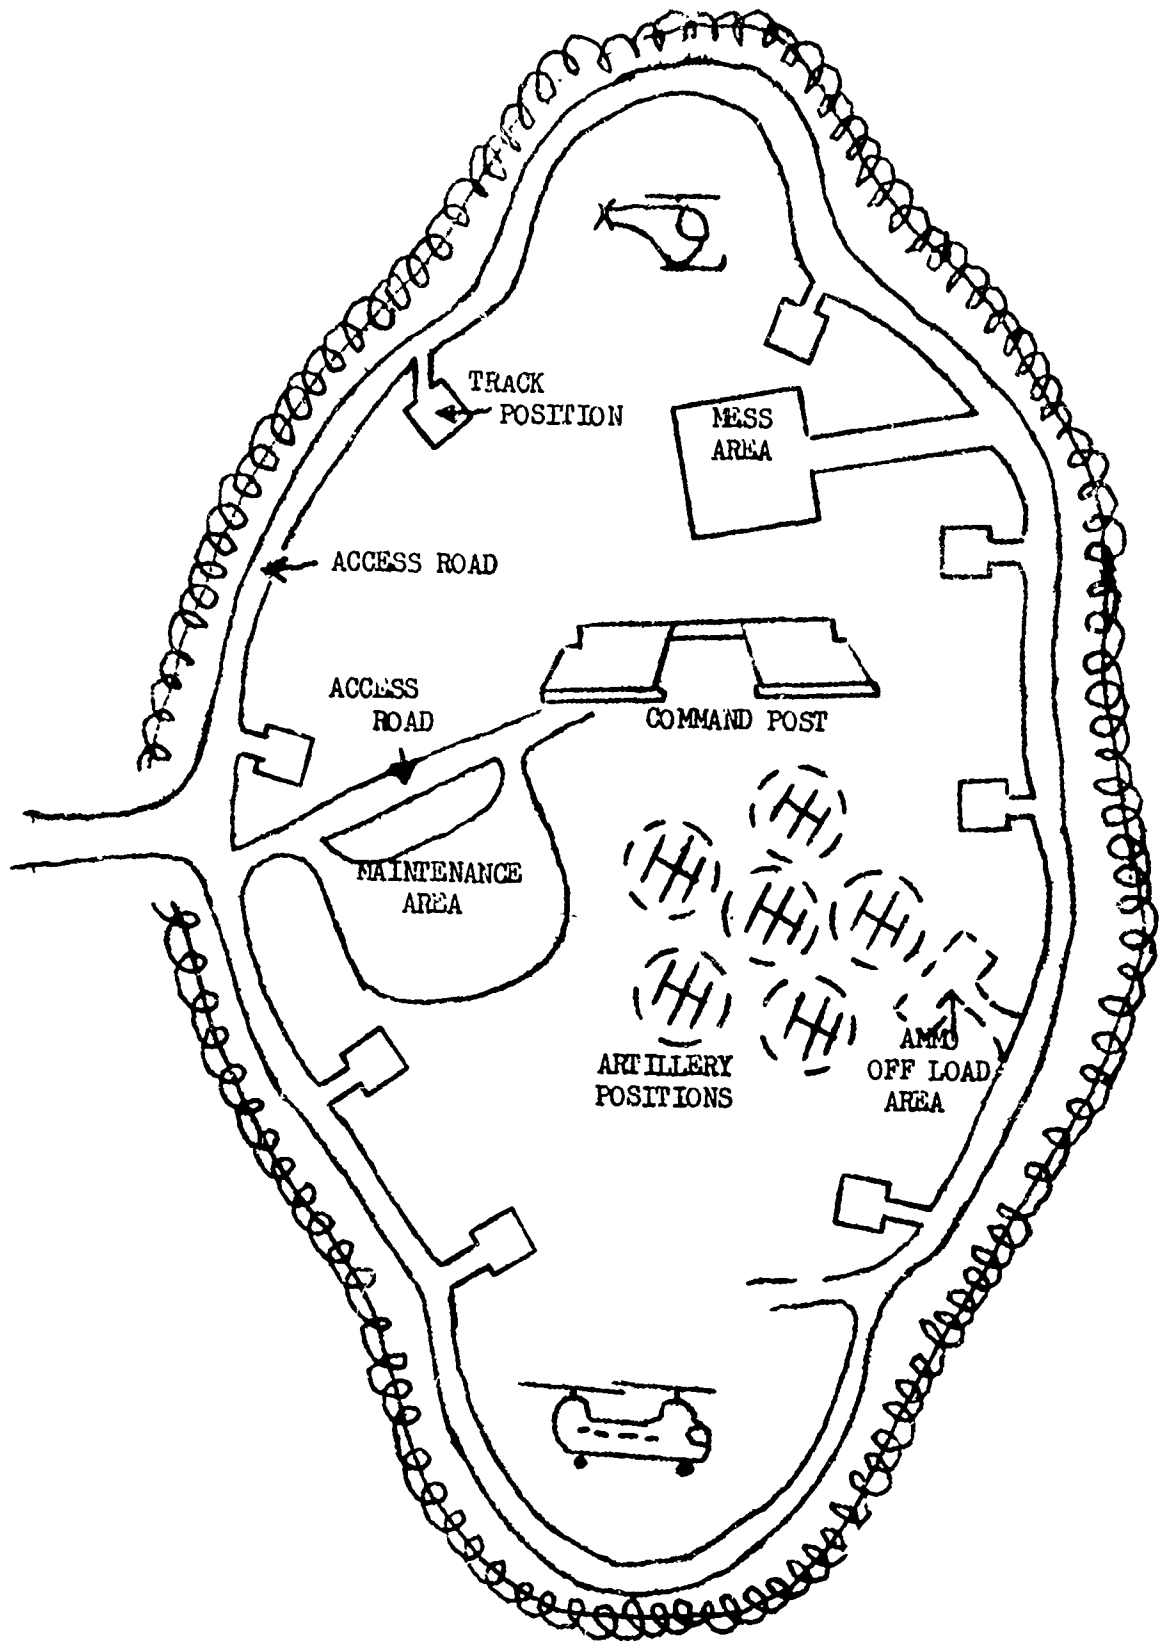 TRACK
POSITION
MESS
AREA
ACCESS ROAD
ACCESS
ROAD
COMMAND POST
MAINTENANCE
AREA
ARTILLERY
POSITIONS
AMMO
OFF LOAD
AREA